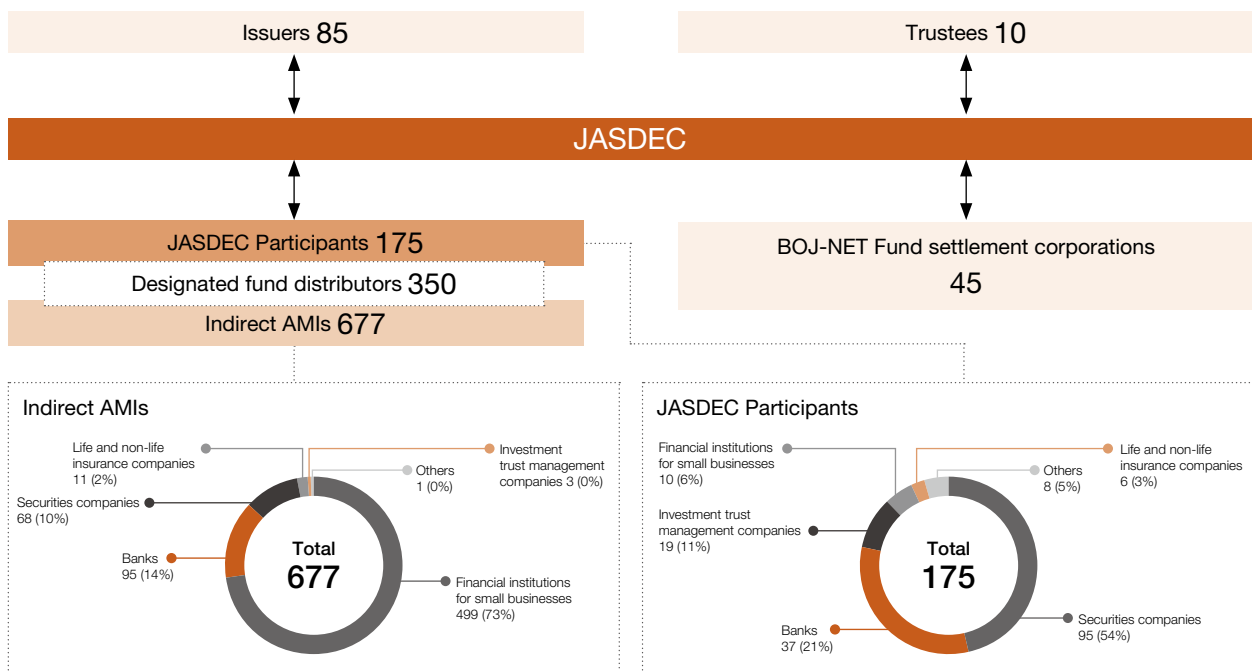 Issuers 85
Trustees 10
JASDEC
JASDEC Participants 175
Designated fund distributors 350
Indirect AMIs 677
BOJ-NET Fund settlement corporations
45
Indirect AMIs
Life and non-life
insurance companies
11 (2%)
Investment
trust management
companies 3 (0%)
Others
1 (0%)
Securities companies
68 (10%)
Banks
95 (14%)
Total
677
Financial institutions
for small businesses
499 (73%)
JASDEC Participants
Financial institutions
for small businesses
10 (6%)
Life and non-life
insurance companies
6 (3%)
Others
8 (5%)
Investment trust
management companies
19 (11%)
Total
175
Banks
37 (21%)
Securities companies
95 (54%)